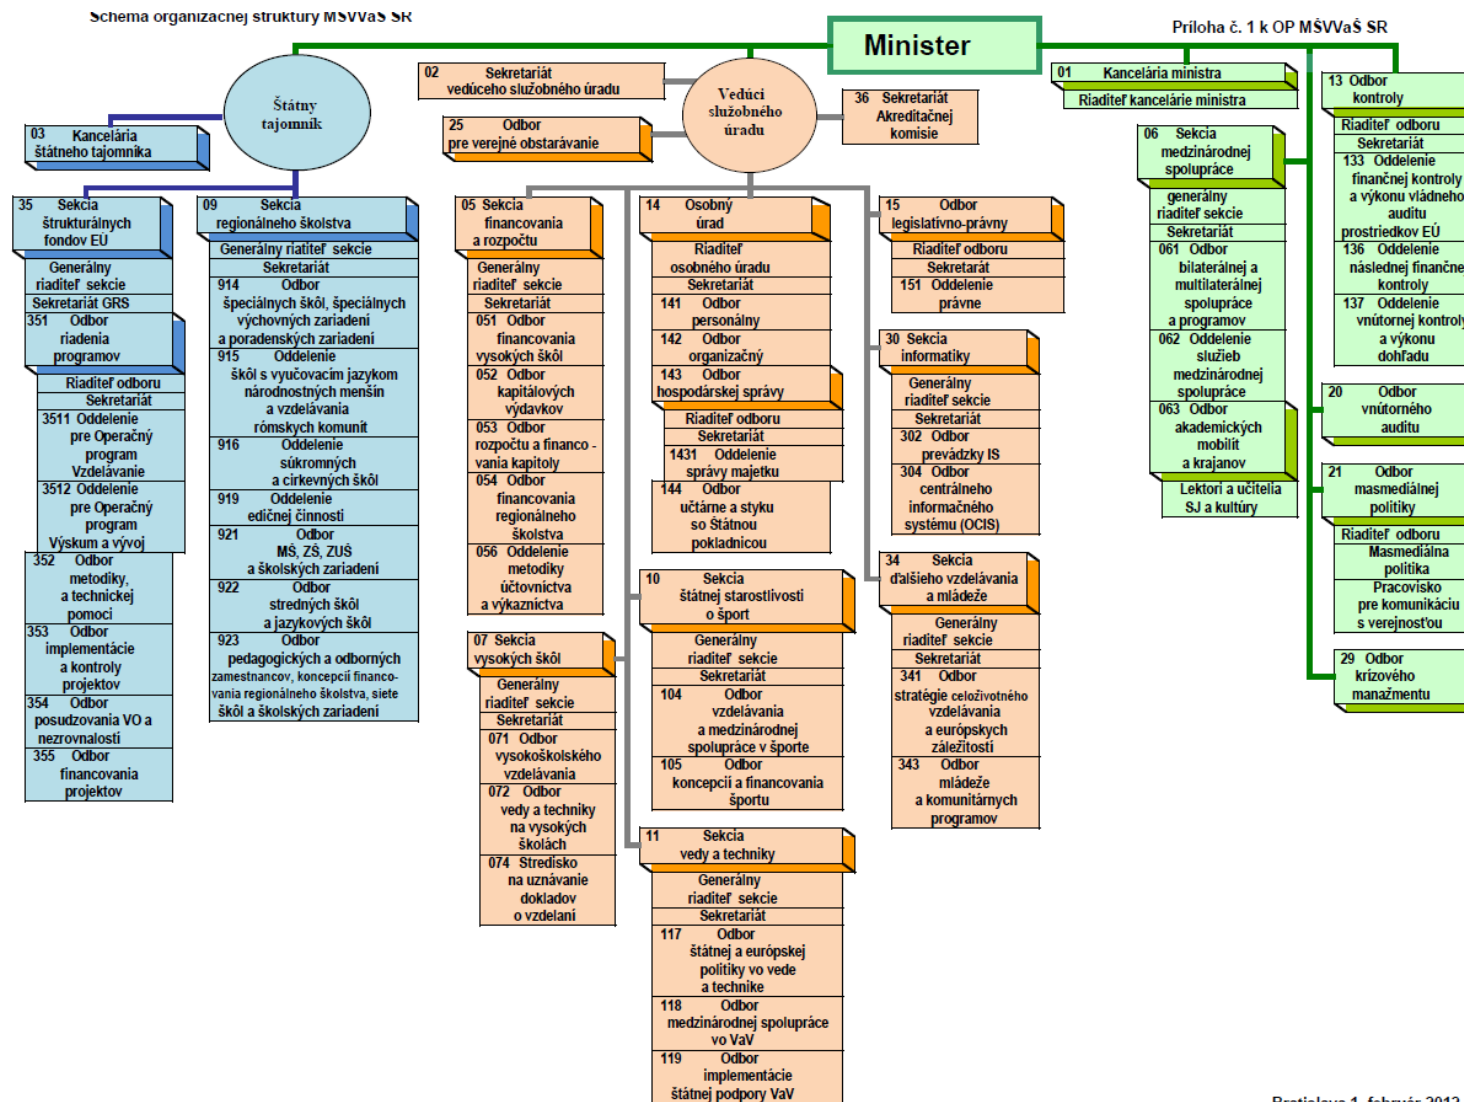 Schema organizačnej štruktúry MŠVVaŠ SR
Príloha č. 1 k OP MŠVVaŠ SR
Minister
Štátny
tajomník
03 Kancelária
štátneho tajomníka
35 Sekcia
štrukturálnych
fondov EÚ
Generálny
riaditeľ sekcie
Sekretariát GRS
351 Odbor
riadenia
programov
Riaditeľ odboru
Sekretariát
3511 Oddelenie
pre Operačný
program
Vzdelávanie
3512 Oddelenie
pre Operačný
program
Výskum a vývoj
352 Odbor
metodiky,
a technickej
pomoci
353 Odbor
implementácie
a kontroly
projektov
354 Odbor
posudzovania VO a
nezrovnalostí
355 Odbor
financovania
projektov
09 Sekcia
regionálneho školstva
Generálny riatiteľ sekcie
Sekretariát
914 Odbor
špeciálnych škôl, špeciálnych
výchovných zariadení
a poradenských zariadení
915 Oddelenie
škôl s vyučovacím jazykom
národnostných menšín
a vzdelávania
rómskych komunít
916 Oddelenie
súkromných
a cirkevných škôl
919 Oddelenie
edičnej činnosti
921 Odbor
MŠ, ZŠ, ZUŠ
a školských zariadení
922 Odbor
stredných škôl
a jazykových škôl
923 Odbor
pedagogických a odborných
zamestnancov, koncepcií financo-
vania regionálneho školstva, siete
škôl a školských zariadení
02 Sekretariát
vedúceho služobného úradu
25 Odbor
pre verejné obstarávanie
Vedúci
služobného
úradu
36 Sekretariát
Akreditačnej
komisie
05 Sekcia
financovania
a rozpočtu
Generálny
riaditeľ sekcie
Sekretariát
051 Odbor
financovania
vysokých škôl
052 Odbor
kapitálových
výdavkov
053 Odbor
rozpočtu a financo -
vania kapitoly
054 Odbor
financovania
regionálneho
školstva
056 Oddelenie
metodiky
účtovníctva
a výkazníctva
07 Sekcia
vysokých škôl
Generálny
riaditeľ sekcie
Sekretariát
071 Odbor
vysokoškolského
vzdelávania
072 Odbor
vedy a techniky
na vysokých
školách
074 Stredisko
na uznávanie
dokladov
o vzdelaní
14 Osobný
úrad
Riaditeľ
osobného úradu
Sekretariát
141 Odbor
personálny
142 Odbor
organizačný
143 Odbor
hospodárskej správy
Riaditeľ odboru
Sekretariát
1431 Oddelenie
správy majetku
144 Odbor
učtárne a styku
so Štátnou
pokladnicou
10 Sekcia
štátnej starostlivosti
o šport
Generálny
riaditeľ sekcie
Sekretariát
104 Odbor
vzdelávania
a medzinárodnej
spolupráce v športe
105 Odbor
koncepcií a financovania
športu
11 Sekcia
vedy a techniky
Generálny
riaditeľ sekcie
Sekretariát
117 Odbor
štátnej a európskej
politiky vo vede
a technike
118 Odbor
medzinárodnej spolupráce
vo VaV
119 Odbor
implementácie
štátnej podpory VaV
15 Odbor
legislatívno-právny
Riaditeľ odboru
Sekretárát
151 Oddelenie
právne
30 Sekcia
informatiky
Generálny
riaditeľ sekcie
Sekretariát
302 Odbor
prevádzky IS
304 Odbor
centrálneho
informačného
systému (OCIS)
34 Sekcia
ďalšieho vzdelávania
a mládeže
Generálny
riaditeľ sekcie
Sekretariát
341 Odbor
stratégie celoživotného
vzdelávania
a európskych
záležitostí
343 Odbor
mládeže
a komunitárnych
programov
01 Kancelária ministra
Riaditeľ kancelárie ministra
06 Sekcia
medzinárodnej
spolupráce
generálny
riaditeľ sekcie
Sekretariát
061 Odbor
bilaterálnej a
multilaterálnej
spolupráce
a programov
062 Oddelenie
služieb
medzinárodnej
spolupráce
063 Odbor
akademických
mobilít
a krajanov
Lektori a učitelia
SJ a kultúry
13 Odbor
kontroly
Riaditeľ odboru
Sekretariát
133 Oddelenie
finančnej kontroly
a výkonu vládneho
auditu
prostriedkov EÚ
136 Oddelenie
následnej finančne
kontroly
137 Oddelenie
vnútornej kontroly
a výkonu
dohľadu
20 Odbor
vnútorného
auditu
21 Odbor
masmediálnej
politiky
Riaditeľ odboru
Masmediálna
politika
Pracovisko
pre komunikáciu
s verejnosťou
29 Odbor
krízového
manažmentu
Bratislava 1. február 2012